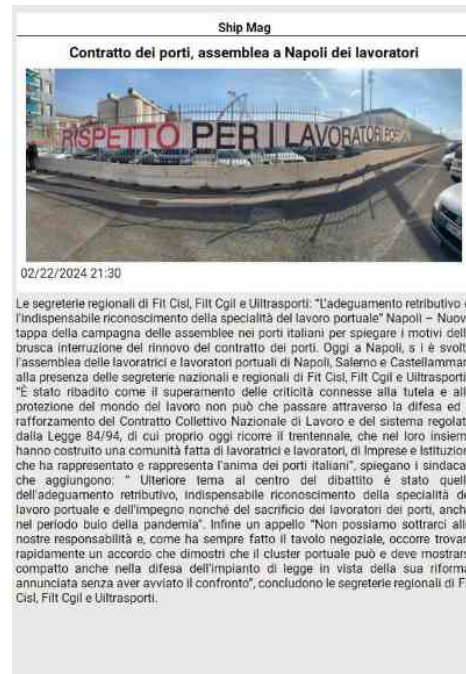 Ship Mag
Contratto dei porti, assemblea a Napoli dei lavoratori
RISPETTO PER I LAVORATORI
02/22/2024 21:30
Le segreterie regionali di Fit Cisl, Filt Cgil e Uiltrasporti: "L'adeguamento retributivo
l'indispensabile riconoscimento della specialità del lavoro portuale" Napoli – Nuov
tappa della campagna delle assemblee nei porti italiani per spiegare i motivi dell
brusca interruzione del rinnovo del contratto dei porti. Oggi a Napoli, s i è svolt
l'assemblea delle lavoratrici e lavoratori portuali di Napoli, Salerno e Castellammar
alla presenza delle segreterie nazionali e regionali di Fit Cisl, Filt Cgil e Uiltrasporti
"È stato ribadito come il superamento delle criticità connesse alla tutela e all
protezione del mondo del lavoro non può che passare attraverso la difesa ed
rafforzamento del Contratto Collettivo Nazionale di Lavoro e del sistema regolat
dalla Legge 84/94, di cui proprio oggi ricorre il trentennale, che nel loro insiem
hanno costruito una comunità fatta di lavoratrici e lavoratori, di Imprese e Istituzion
che ha rappresentato e rappresenta l'anima dei porti italiani", spiegano i sindaca
che aggiungono: " Ulteriore tema al centro del dibattito è stato quell
dell'adeguamento retributivo, indispensabile riconoscimento della specialità de
lavoro portuale e dell'impegno nonché del sacrificio dei lavoratori dei porti, anch
nel periodo buio della pandemia". Infine un appello "Non possiamo sottrarci all
nostre responsabilità e, come ha sempre fatto il tavolo negoziale, occorre trovar
rapidamente un accordo che dimostri che il cluster portuale può e deve mostrars
compatto anche nella difesa dell'impianto di legge in vista della sua riforma
annunciata senza aver avviato il confronto", concludono le segreterie regionali di F
Cisl, Filt Cgil e Uiltrasporti.